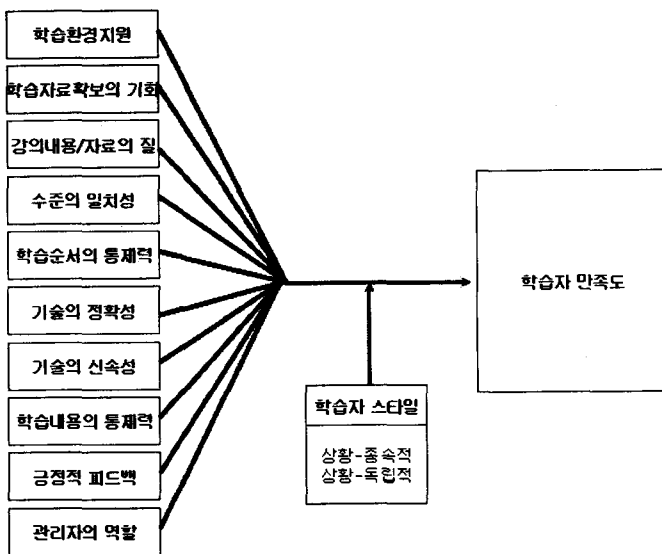 학습환경지원
학습자료확보의 기회
강의내용/자료의 질
수준의 일치성
학습순서의 통제력
기술의 정확성
기술의 신속성
학습내용의 통제력
긍정적 피드백
관리자의 역할
학습자 스타일
상황-종속적
상황-독립적
학습자 만족도